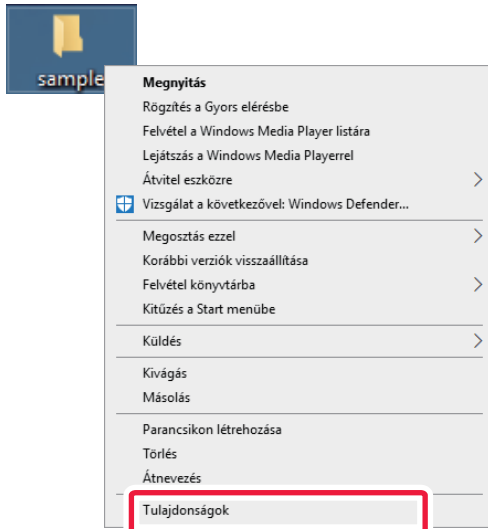 sample
Megnyitás
Rögzítés a Gyors elérésbe
Felvétel a Windows Media Player listára
Lejátszás a Windows Media Playerrel
Átvitel eszközre
Vizsgálat a következővel: Windows Defender...
Megosztás ezzel
Korábbi verziók visszaállítása
Felvétel könyvtárba
Kitűzés a Start menübe
Küldés
Kivágás
Másolás
Parancsikon létrehozása
Törlés
Átnevezés
Tulajdonságok